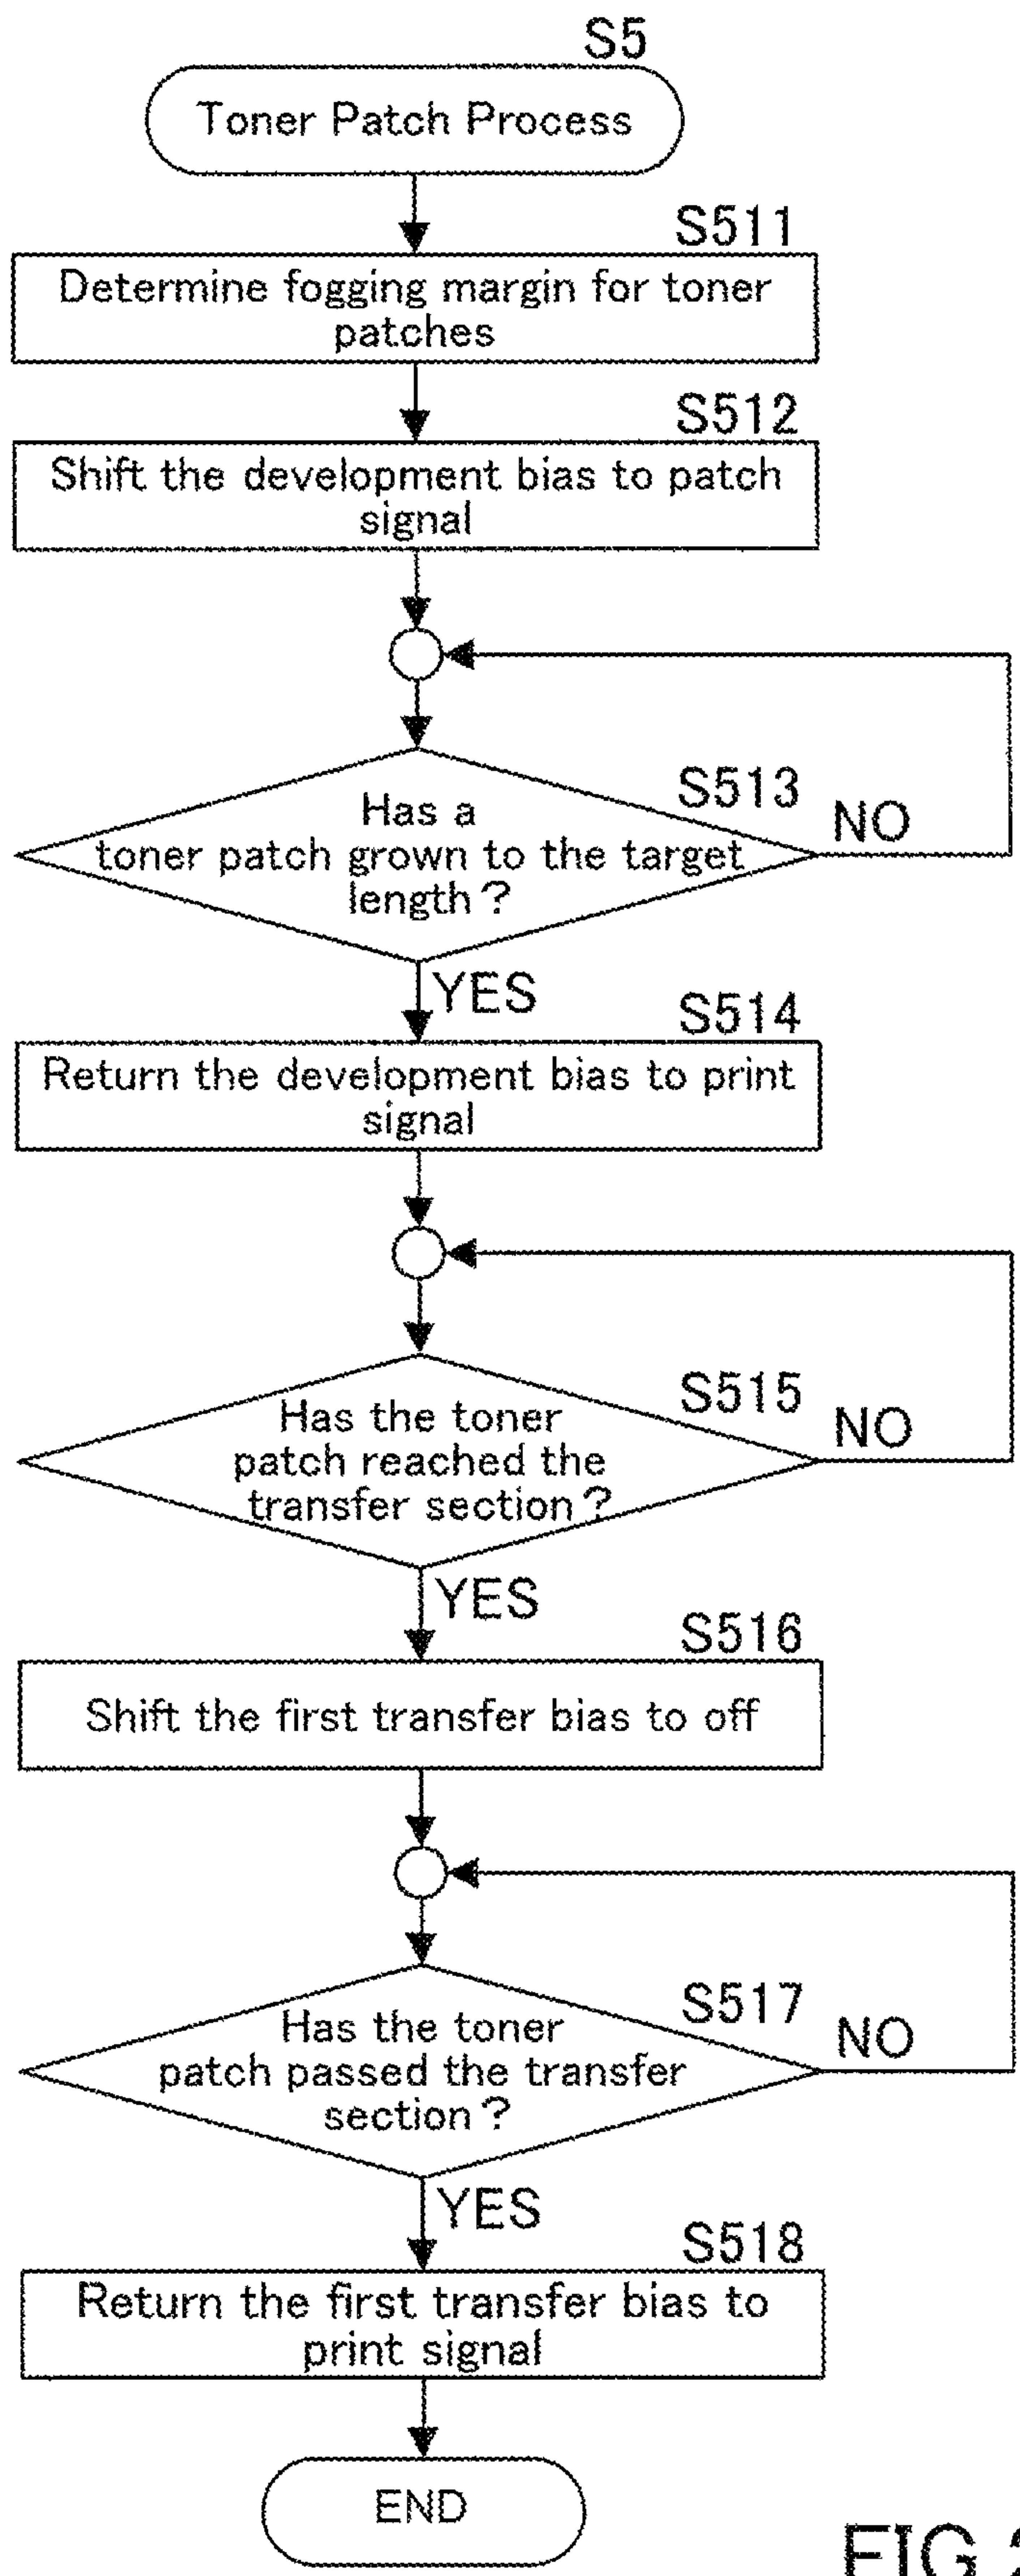 S5
Toner Patch Process
S511
Determine fogging margin for toner
patches
S512
Shift the development bias to patch
signal
S513
Has a
NO
toner patch grown to the target
length?
YES
S514
Return the development bias to print
signal
S515
Has the toner
NO
patch reached the
transfer section?
YES
S516
Shift the first transfer bias to off
S517
Has the toner
NO
patch passed the transfer
section?
YES
S518
Return the first transfer bias to
print signal
END
FIG.